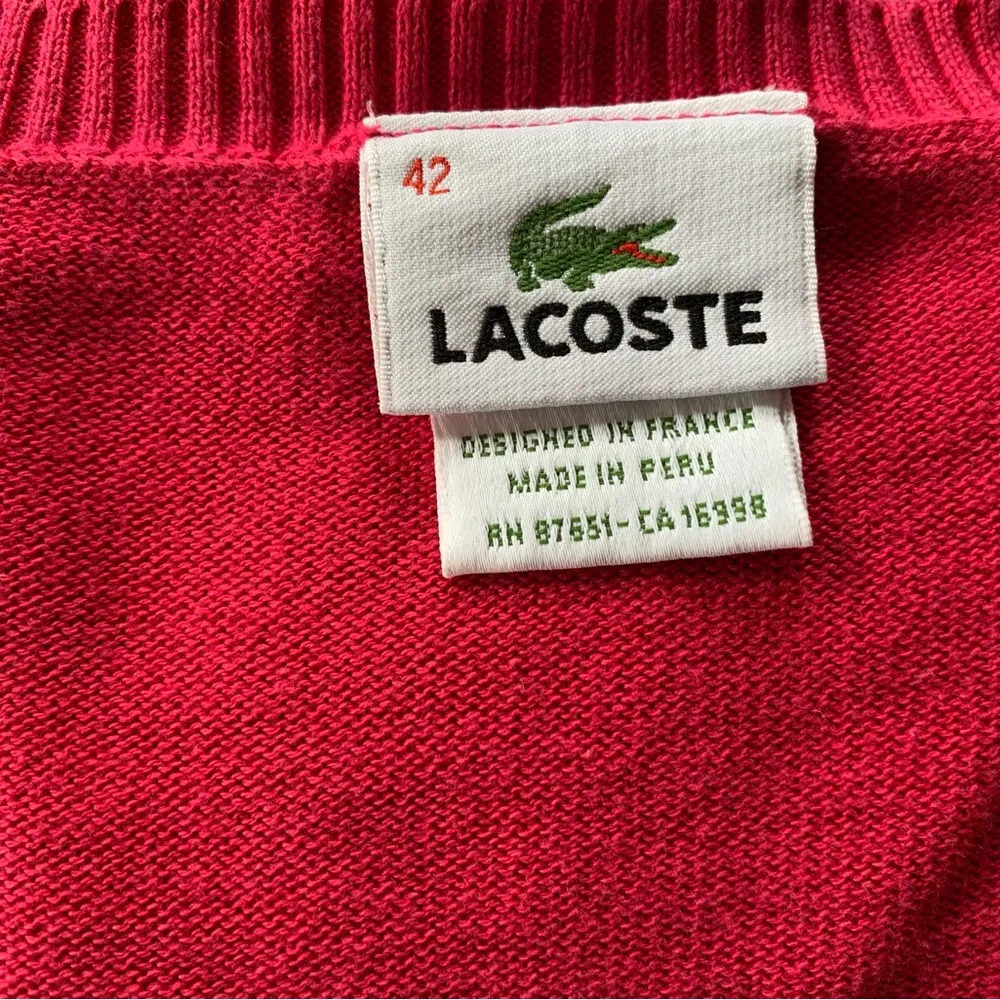 42
LACOSTE
DESIGNED IN FRANCE
MADE IN PERU
RN 87651-CA 16998